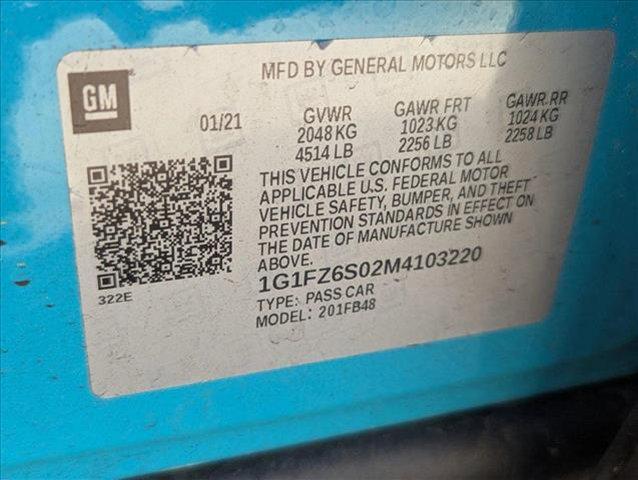 MFD BY GENERAL MOTORS LLC
GM
01/21
GVWR
2048 KG
4514 LB
GAWR FRT
1023 KG
2256 LB
GAWR RR
1024 KG
2258 LB
THIS VEHICLE CONFORMS TO ALL
APPLICABLE U.S. FEDERAL MOTOR
VEHICLE SAFETY, BUMPER, AND THEFT
PREVENTION STANDARDS IN EFFECT ON
THE DATE OF MANUFACTURE SHOWN
ABOVE.
1G1FZ6S02M4103220
TYPE: PASS CAR
MODEL: 201FB48
322E